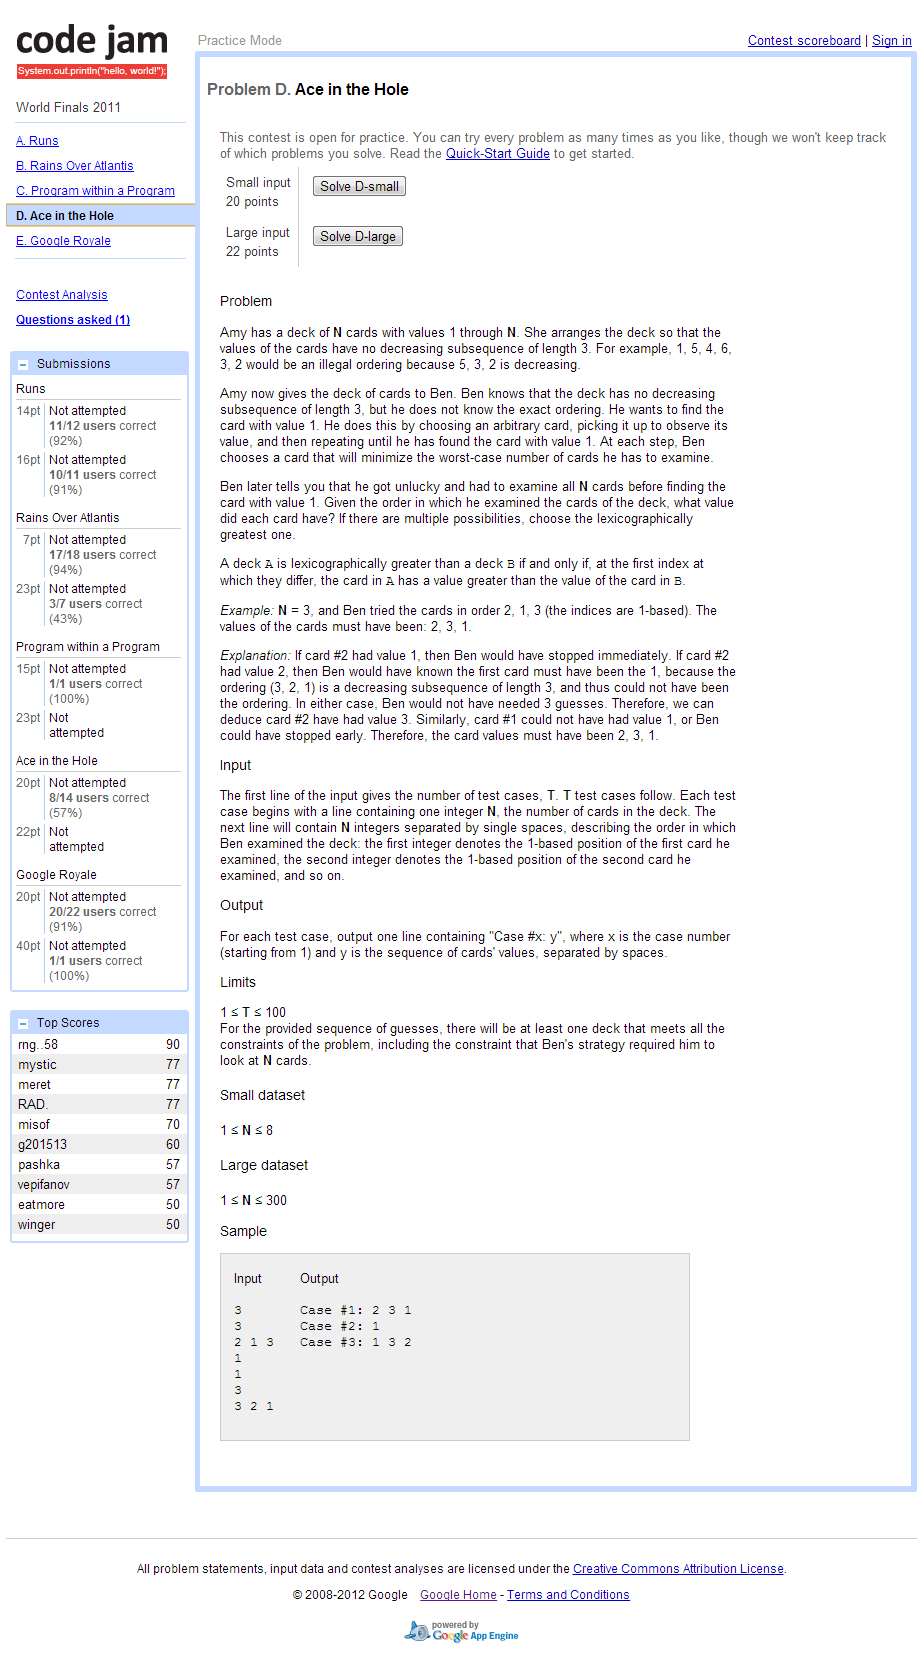 code jam
System.out.println("hello, world!");
World Finals 2011
A. Runs
B. Rains Over Atlantis
C. Program within a Program
D. Ace in the Hole
E. Google Royale
Contest Analysis
Questions asked (1)
Submissions
Runs
14pt Not attempted
11/12 users correct
(92%)
16pt Not attempted
10/11 users correct
(91%)
Rains Over Atlantis
7pt Not attempted
17/18 users correct
(94%)
23pt Not attempted
3/7 users correct
(43%)
Program within a Program
15pt Not attempted
1/1 users correct
(100%)
23pt Not
attempted
Ace in the Hole
20pt Not attempted
8/14 users correct
(57%)
22pt Not
attempted
Google Royale
20pt Not attempted
20/22 users correct
(91%)
40pt Not attempted
1/1 users correct
(100%)
Top Scores
rng..58 90
mystic 77
meret 77
RAD. 77
misof 70
g201513 60
pashka 57
vepifanov 57
eatmore 50
winger 50
Practice Mode
Contest scoreboard | Sign in
Problem D. Ace in the Hole
This contest is open for practice. You can try every problem as many times as you like, though we won't keep track
of which problems you solve. Read the Quick-Start Guide to get started.
Small input
20 points
Solve D-small
Large input
22 points
Solve D-large
Problem
Amy has a deck of N cards with values 1 through N. She arranges the deck so that the
values of the cards have no decreasing subsequence of length 3. For example, 1, 5, 4, 6,
3, 2 would be an illegal ordering because 5, 3, 2 is decreasing.
Amy now gives the deck of cards to Ben. Ben knows that the deck has no decreasing
subsequence of length 3, but he does not know the exact ordering. He wants to find the
card with value 1. He does this by choosing an arbitrary card, picking it up to observe its
value, and then repeating until he has found the card with value 1. At each step, Ben
chooses a card that will minimize the worst-case number of cards he has to examine.
Ben later tells you that he got unlucky and had to examine all N cards before finding the
card with value 1. Given the order in which he examined the cards of the deck, what value
did each card have? If there are multiple possibilities, choose the lexicographically
greatest one.
A deck A is lexicographically greater than a deck B if and only if, at the first index at
which they differ, the card in A has a value greater than the value of the card in B.
Example: N = 3, and Ben tried the cards in order 2, 1, 3 (the indices are 1-based). The
values of the cards must have been: 2, 3, 1.
Explanation: If card #2 had value 1, then Ben would have stopped immediately. If card #2
had value 2, then Ben would have known the first card must have been the 1, because the
ordering (3, 2, 1) is a decreasing subsequence of length 3, and thus could not have been
the ordering. In either case, Ben would not have needed 3 guesses. Therefore, we can
deduce card #2 have had value 3. Similarly, card #1 could not have had value 1, or Ben
could have stopped early. Therefore, the card values must have been 2, 3, 1.
Input
The first line of the input gives the number of test cases, T. T test cases follow. Each test
case begins with a line containing one integer N, the number of cards in the deck. The
next line will contain N integers separated by single spaces, describing the order in which
Ben examined the deck: the first integer denotes the 1-based position of the first card he
examined, the second integer denotes the 1-based position of the second card he
examined, and so on.
Output
For each test case, output one line containing "Case #x: y", where x is the case number
(starting from 1) and y is the sequence of cards' values, separated by spaces.
Limits
1 ≤ T ≤ 100
For the provided sequence of guesses, there will be at least one deck that meets all the
constraints of the problem, including the constraint that Ben's strategy required him to
look at N cards.
Small dataset
1 ≤ N ≤ 8
Large dataset
1 ≤ N ≤ 300
Sample
Input Output
3 Case #1: 2 3 1
3 Case #2: 1
2 1 3 Case #3: 1 3 2
1
1
3
3 2 1
All problem statements, input data and contest analyses are licensed under the Creative Commons Attribution License.
© 2008-2012 Google Google Home - Terms and Conditions
powered by
Google App Engine